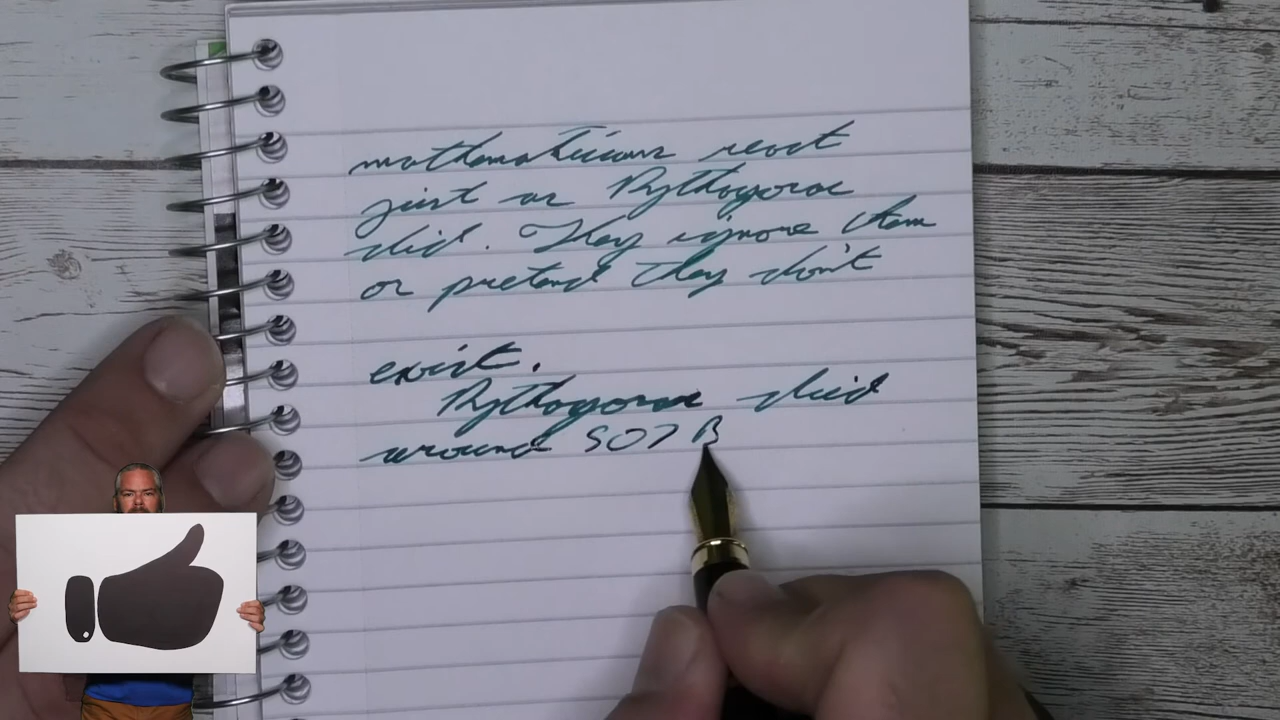 mathematicians react
just as Pythagoras
did. They ignore them
or pretend they don't
exist.
Pythagoras died
around 507 B